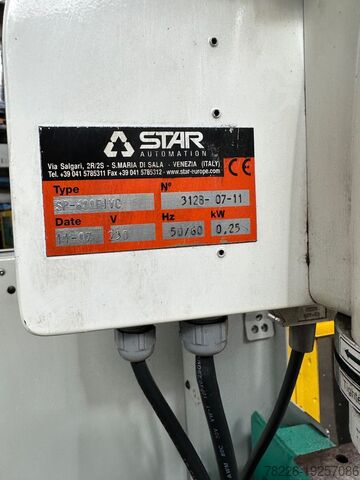 STAR
AUTOMATION
Via Salgari, 2R/2S - S.MARIA DI SALA - VENEZIA (ITALY)
Tel. +39 041 5785311 Fax +39 041 5785312 - www.star-europe.com
CE
Type N°
3128- 07-11
Date V Hz kW
11-07 230 50/60 0,25
78226-19257086